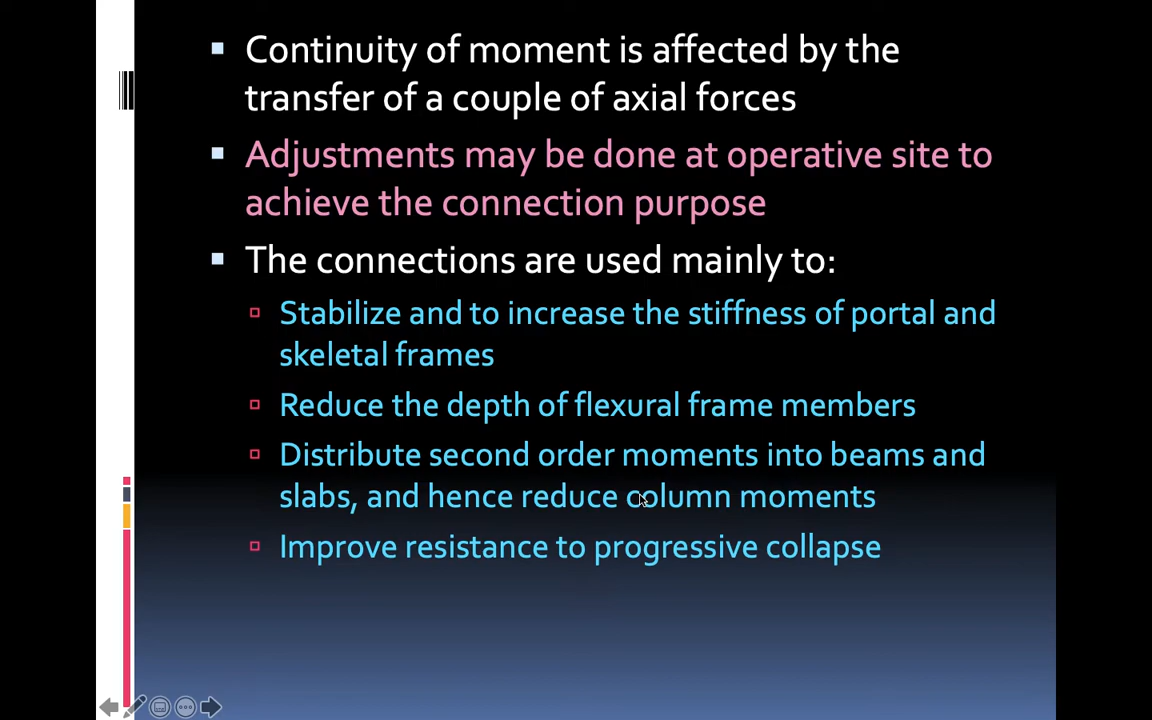 Continuity of moment is affected by the
transfer of a couple of axial forces
Adjustments may be done at operative site to
achieve the connection purpose
The connections are used mainly to:
Stabilize and to increase the stiffness of portal and
skeletal frames
Reduce the depth of flexural frame members
Distribute second order moments into beams and
slabs, and hence reduce column moments
Improve resistance to progressive collapse